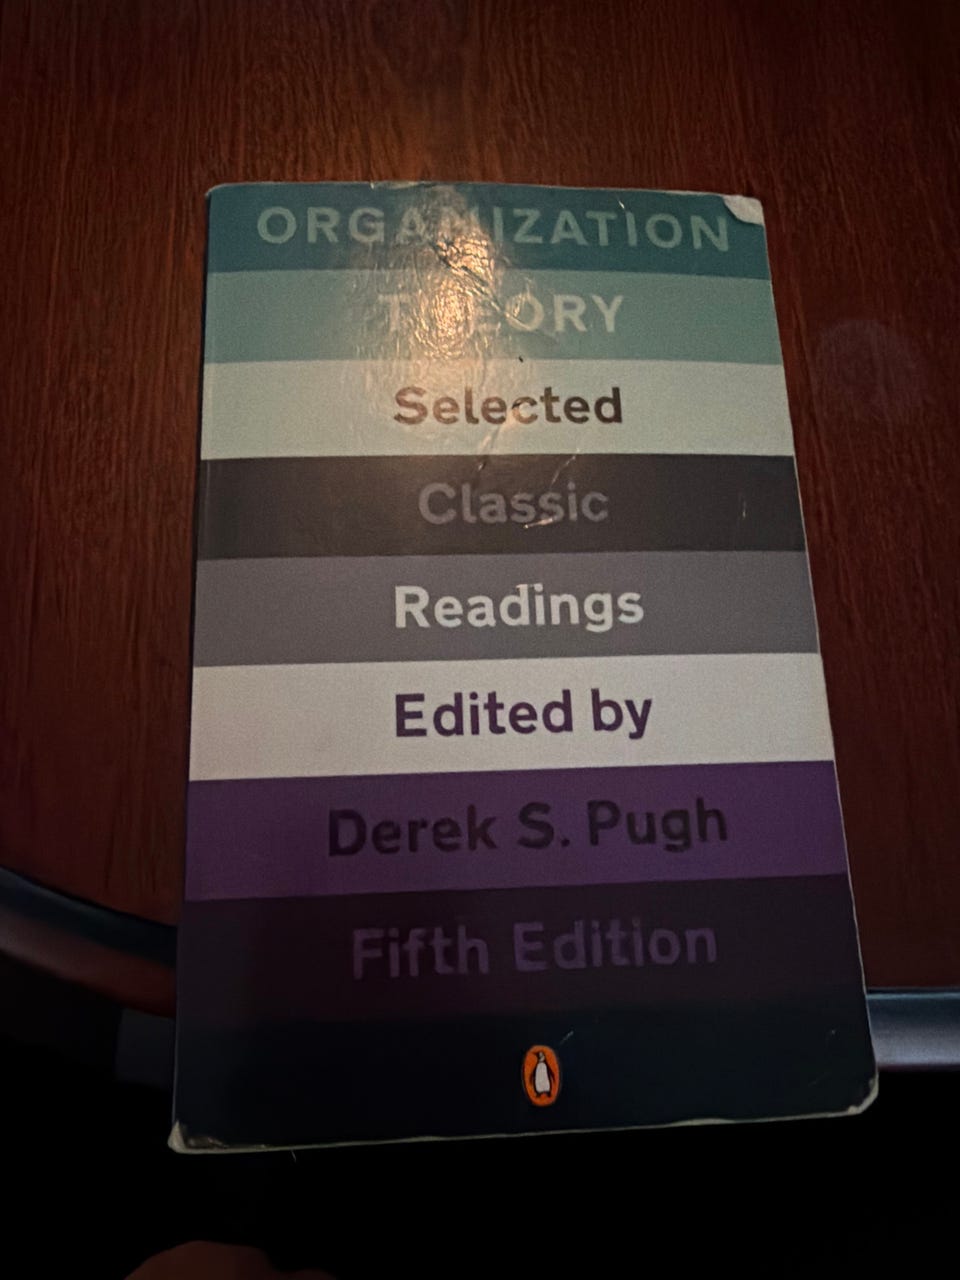 ORGANIZATION
THEORY
Selected
Classic
Readings
Edited by
Derek S. Pugh
Fifth Edition